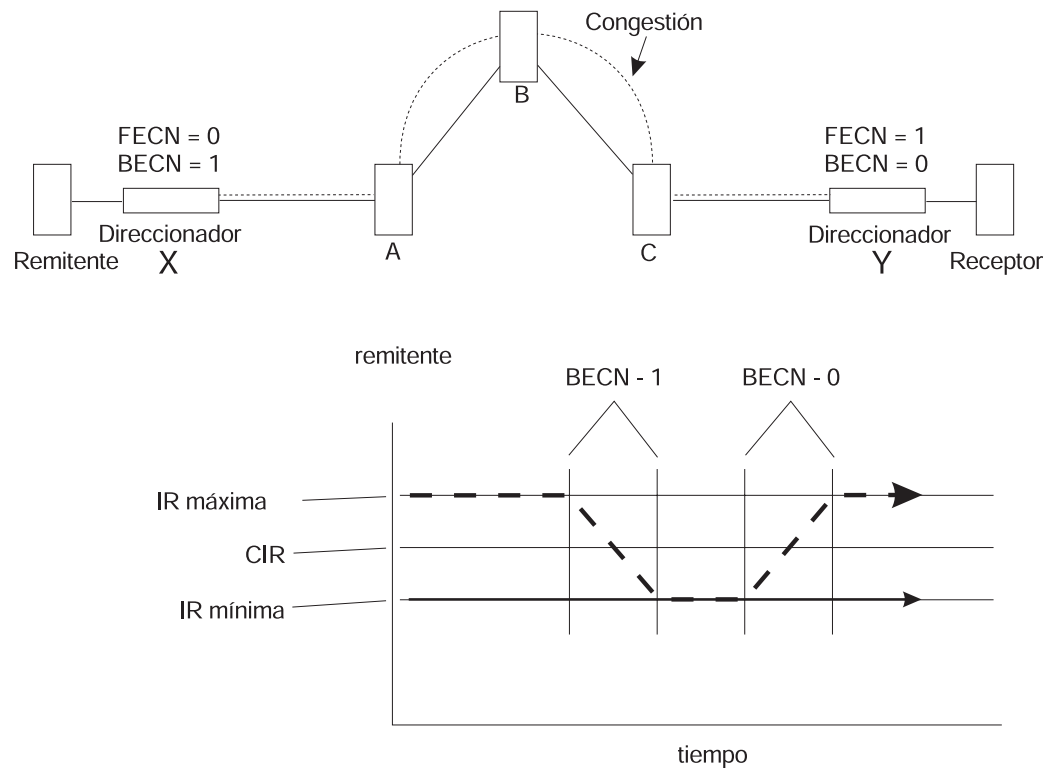 Congestión
B
FECN = 0
BECN = 1
FECN = 1
BECN = 0
Direccionador
X
Remitente
A
C
Direccionador
Y
Receptor
remitente
BECN - 1
BECN - 0
IR máxima
CIR
IR mínima
tiempo